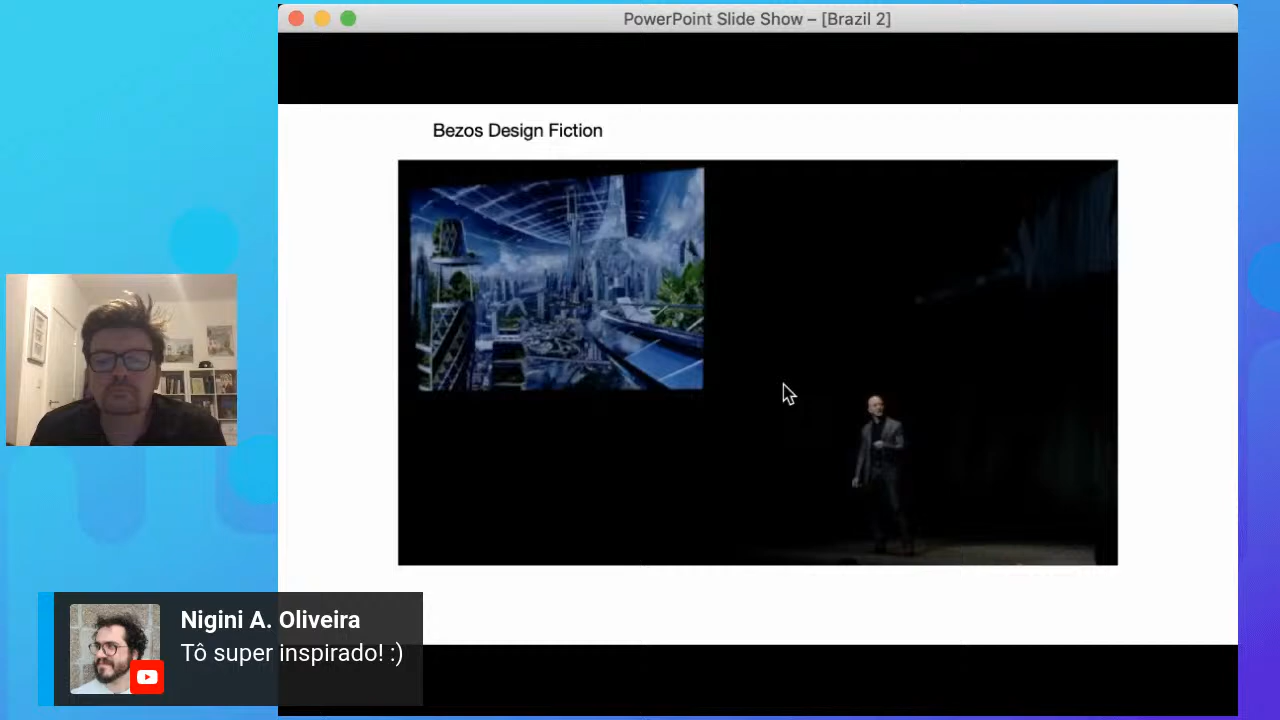 PowerPoint Slide Show – [Brazil 2]
Bezos Design Fiction
Nigini A. Oliveira
Tô super inspirado! :)